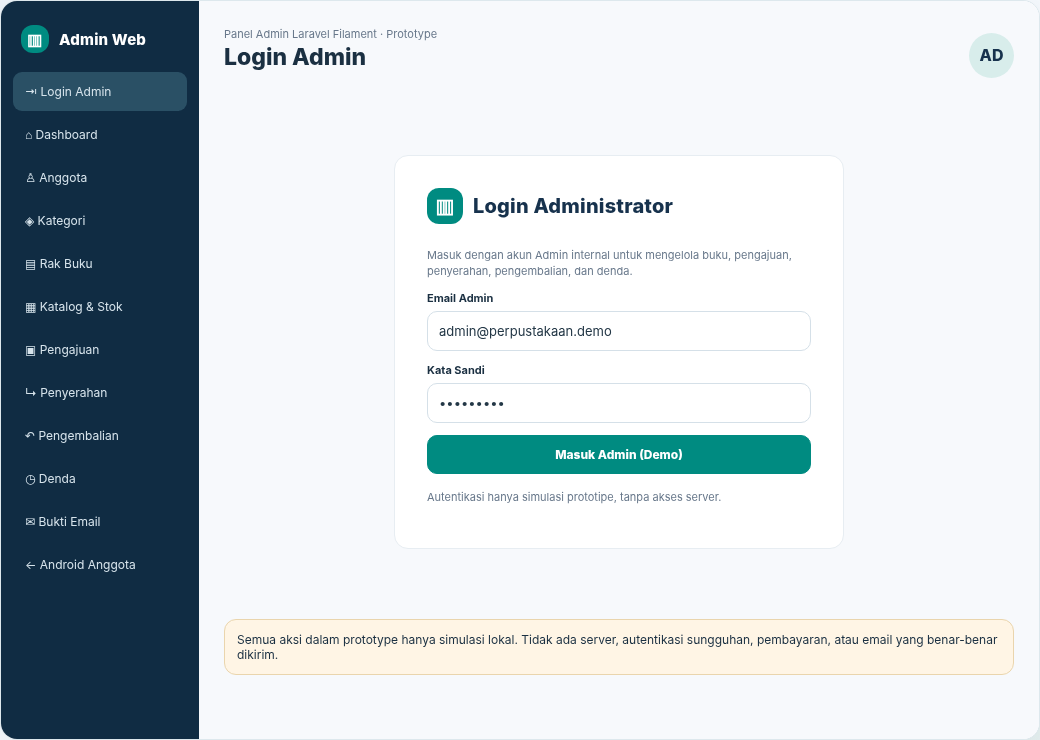 Admin Web
Login Admin
Dashboard
Anggota
Kategori
Rak Buku
Katalog & Stok
Pengajuan
Penyerahan
Pengembalian
Denda
Bukti Email
Android Anggota
Panel Admin Laravel Filament · Prototype
Login Admin
AD
Login Administrator
Masuk dengan akun Admin internal untuk mengelola buku, pengajuan,
penyerahan, pengembalian, dan denda.
Email Admin
admin@perpustakaan.demo
Kata Sandi
•••••••••
Masuk Admin (Demo)
Autentikasi hanya simulasi prototipe, tanpa akses server.
Semua aksi dalam prototype hanya simulasi lokal. Tidak ada server, autentikasi sungguhan, pembayaran, atau email yang benar-benar
dikirim.